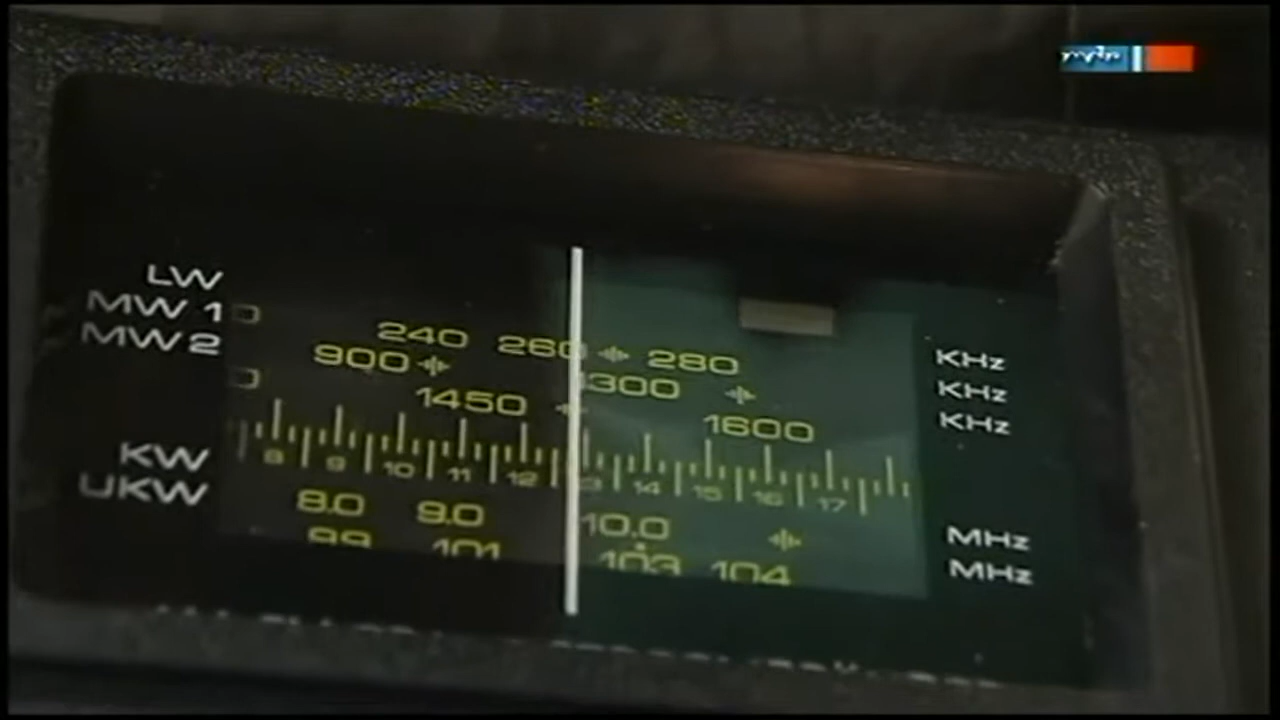 mdr
LW
MW 1
MW 2
240 260 280 KHz
900 1300 KHz
1450 1600 KHz
8 9 10 11 12 13 14 15 16 17
KW
UKW
8.0 9.0 10.0 MHz
99 101 103 104 MHz